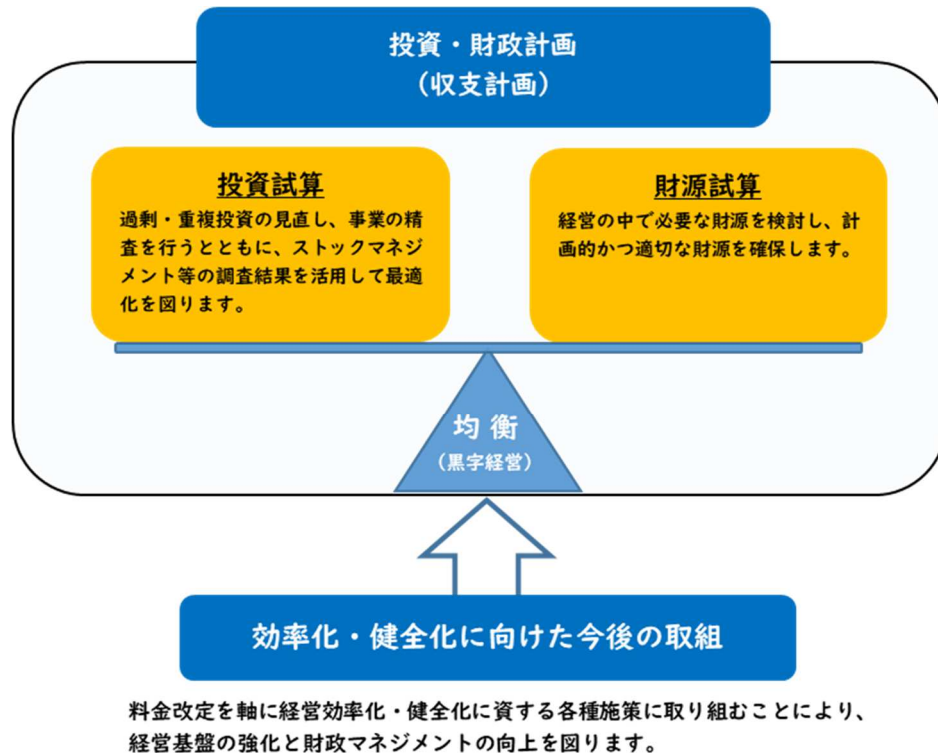 投資・財政計画
（収支計画）
投資試算
過剰・重複投資の見直し、事業の精
査を行うとともに、ストックマネジ
メント等の調査結果を活用して最適
化を図ります。
財源試算
経営の中で必要な財源を検討し、計
画的かつ適切な財源を確保します。
均 衡
（黒字経営）
効率化・健全化に向けた今後の取組
料金改定を軸に経営効率化・健全化に資する各種施策に取り組むことにより、
経営基盤の強化と財政マネジメントの向上を図ります。